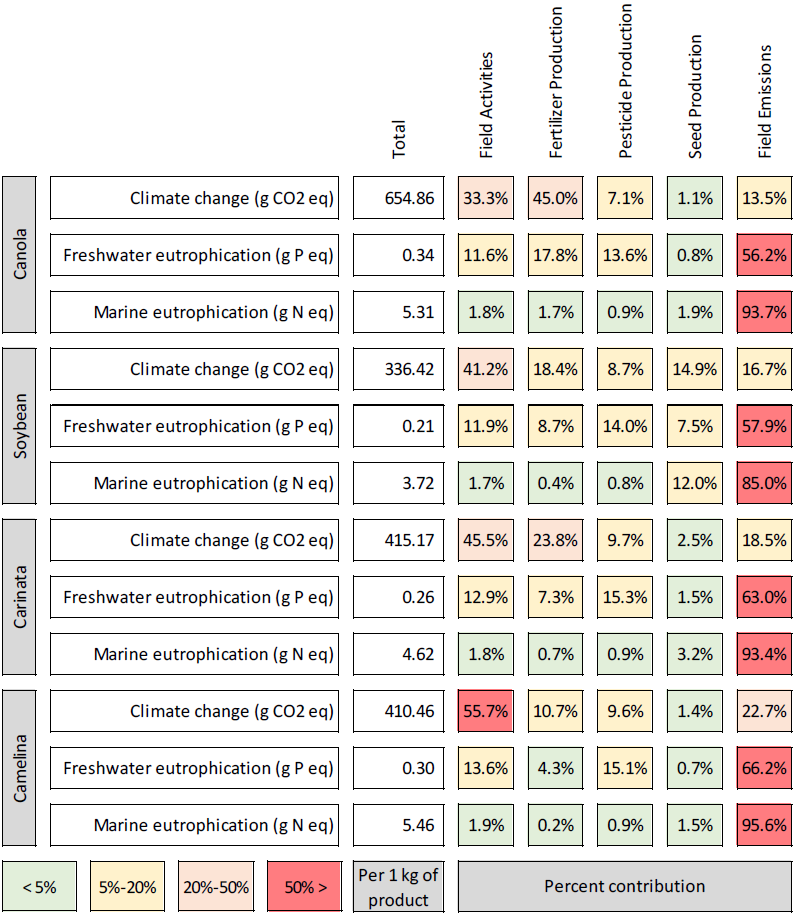 Total Field Activities Fertilizer Production Pesticide Production Seed Production Field Emissions
Canola
Climate change (g CO2 eq) 654.86 33.3% 45.0% 7.1% 1.1% 13.5%
Freshwater eutrophication (g P eq) 0.34 11.6% 17.8% 13.6% 0.8% 56.2%
Marine eutrophication (g N eq) 5.31 1.8% 1.7% 0.9% 1.9% 93.7%
Soybean
Climate change (g CO2 eq) 336.42 41.2% 18.4% 8.7% 14.9% 16.7%
Freshwater eutrophication (g P eq) 0.21 11.9% 8.7% 14.0% 7.5% 57.9%
Marine eutrophication (g N eq) 3.72 1.7% 0.4% 0.8% 12.0% 85.0%
Carinata
Climate change (g CO2 eq) 415.17 45.5% 23.8% 9.7% 2.5% 18.5%
Freshwater eutrophication (g P eq) 0.26 12.9% 7.3% 15.3% 1.5% 63.0%
Marine eutrophication (g N eq) 4.62 1.8% 0.7% 0.9% 3.2% 93.4%
Camelina
Climate change (g CO2 eq) 410.46 55.7% 10.7% 9.6% 1.4% 22.7%
Freshwater eutrophication (g P eq) 0.30 13.6% 4.3% 15.1% 0.7% 66.2%
Marine eutrophication (g N eq) 5.46 1.9% 0.2% 0.9% 1.5% 95.6%
< 5% 5%-20% 20%-50% 50% >
Per 1 kg of
product
Percent contribution